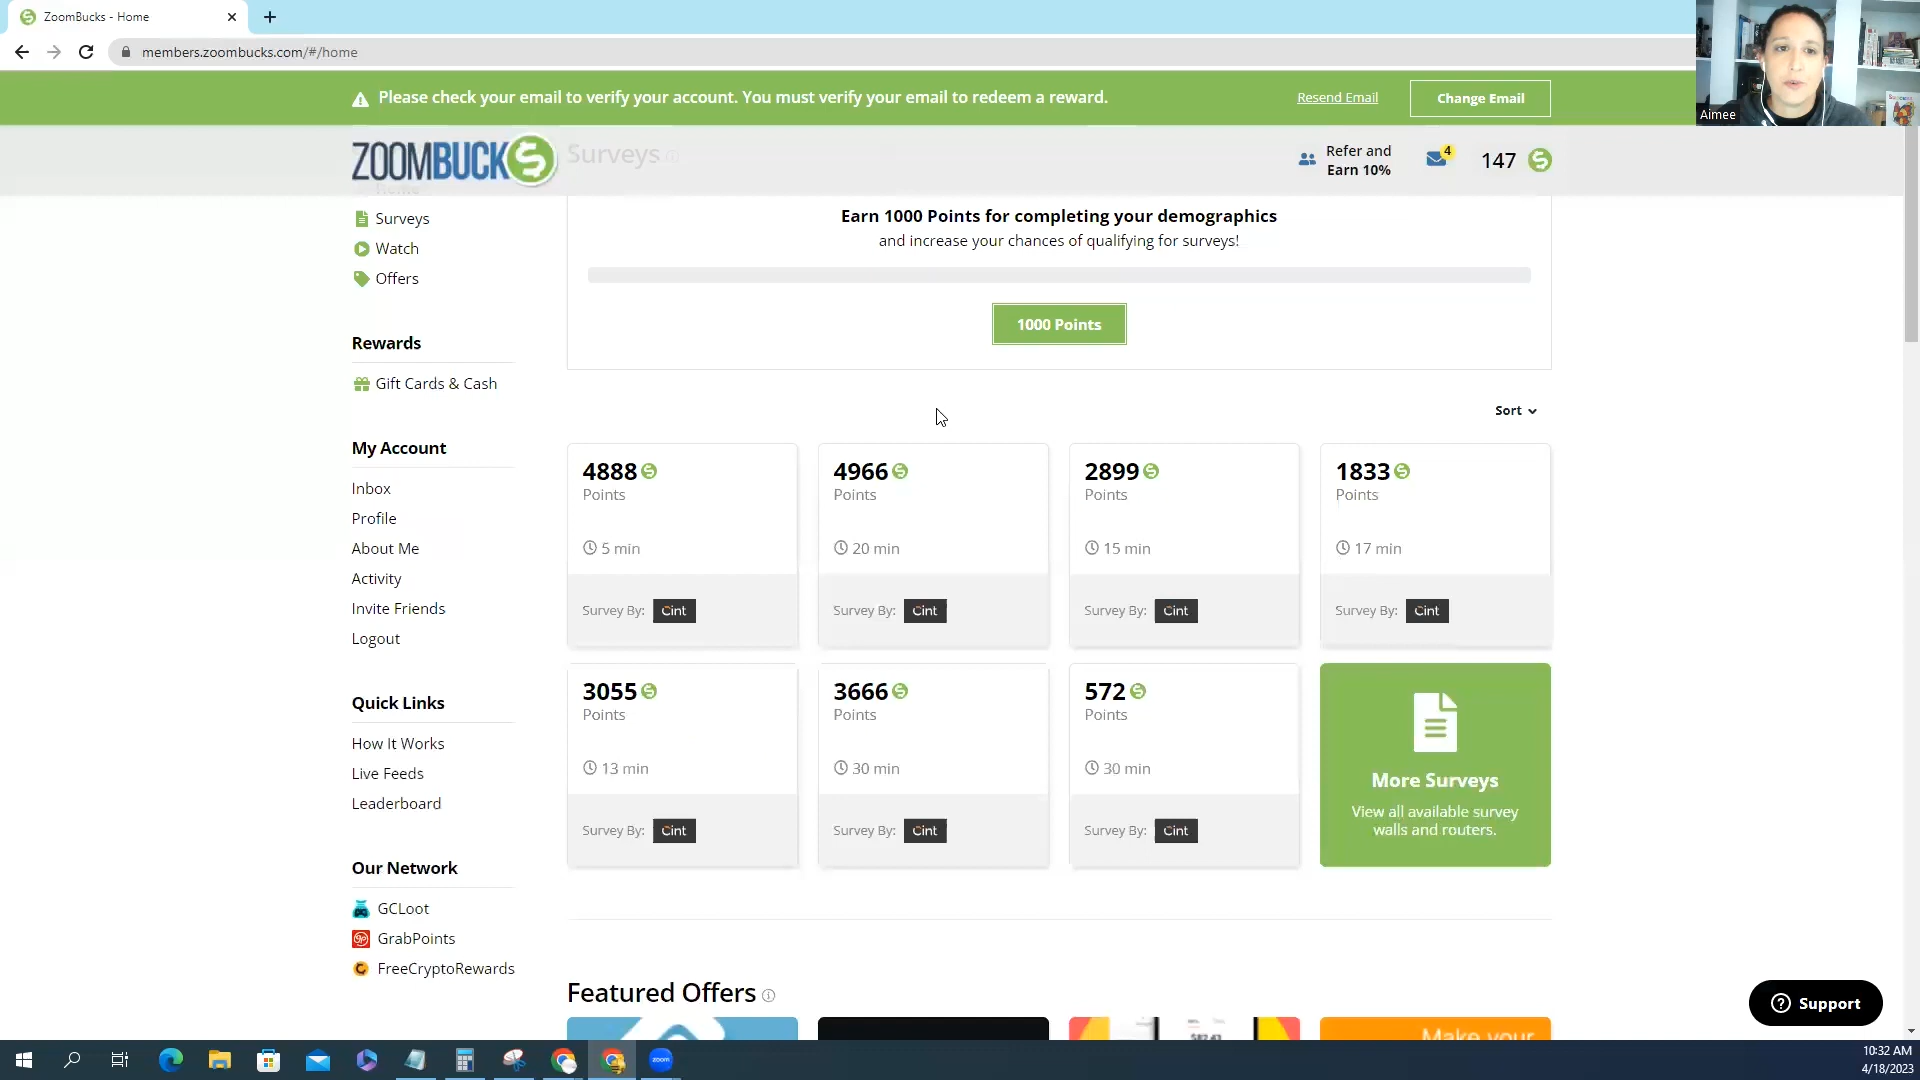 ZoomBucks - Home
members.zoombucks.com/#/home
Please check your email to verify your account. You must verify your email to redeem a reward.
Resend Email
Change Email
Aimee
ZOOMBUCKS
Surveys
Refer and
Earn 10%
4
147
Home
Surveys
Watch
Offers
Rewards
Gift Cards & Cash
My Account
Inbox
Profile
About Me
Activity
Invite Friends
Logout
Quick Links
How It Works
Live Feeds
Leaderboard
Our Network
GCLoot
GrabPoints
FreeCryptoRewards
Earn 1000 Points for completing your demographics
and increase your chances of qualifying for surveys!
1000 Points
Sort
4888
Points
5 min
Survey By: Cint
4966
Points
20 min
Survey By: Cint
2899
Points
15 min
Survey By: Cint
1833
Points
17 min
Survey By: Cint
3055
Points
13 min
Survey By: Cint
3666
Points
30 min
Survey By: Cint
572
Points
30 min
Survey By: Cint
More Surveys
View all available survey
walls and routers.
Featured Offers
Make your
Support
zoom
10:32 AM
4/18/2023